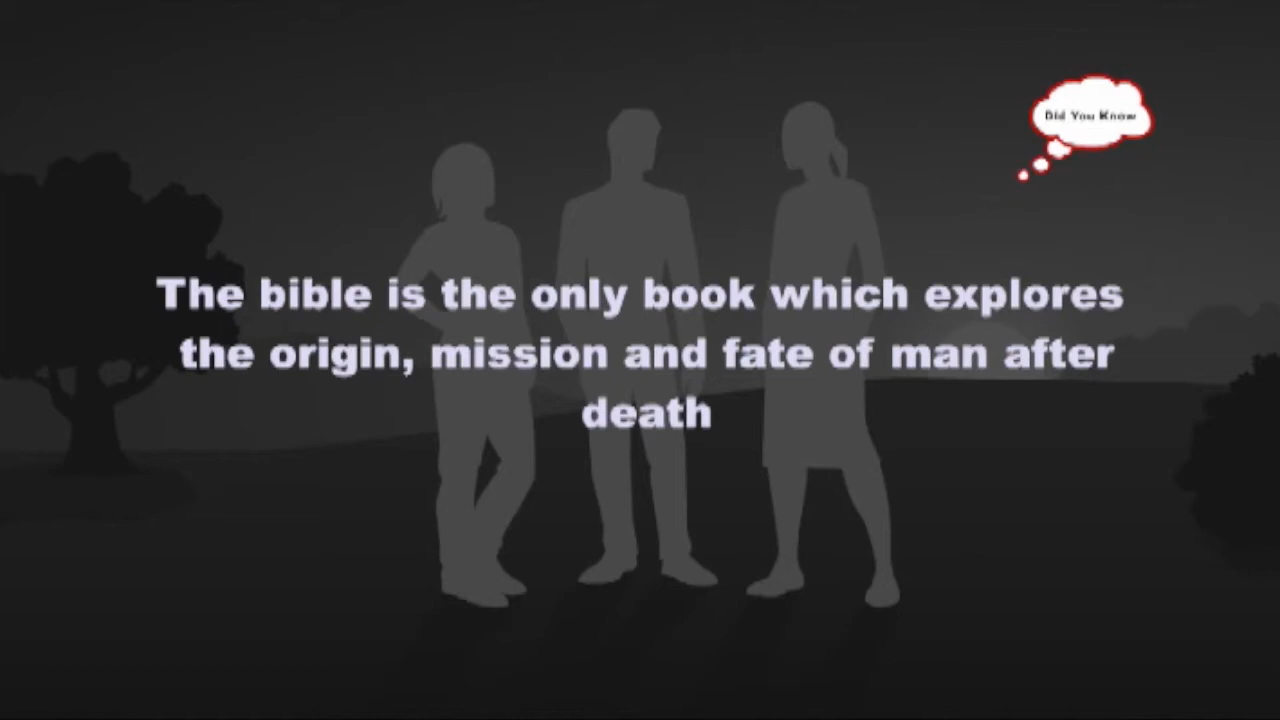 Did You Know
The bible is the only book which explores
the origin, mission and fate of man after
death